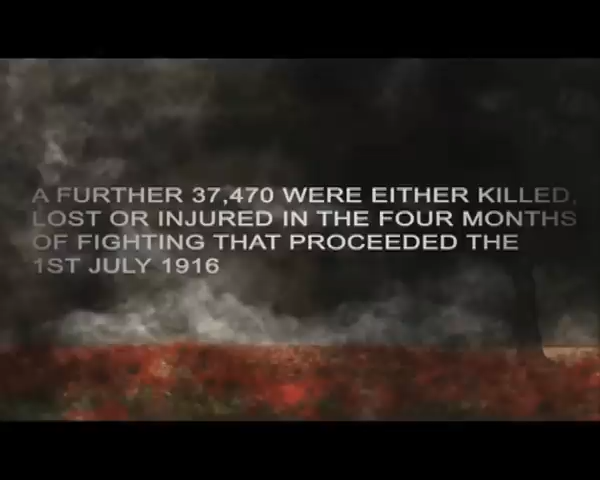 A FURTHER 37,470 WERE EITHER KILLED,
LOST OR INJURED IN THE FOUR MONTHS
OF FIGHTING THAT PROCEEDED THE
1ST JULY 1916